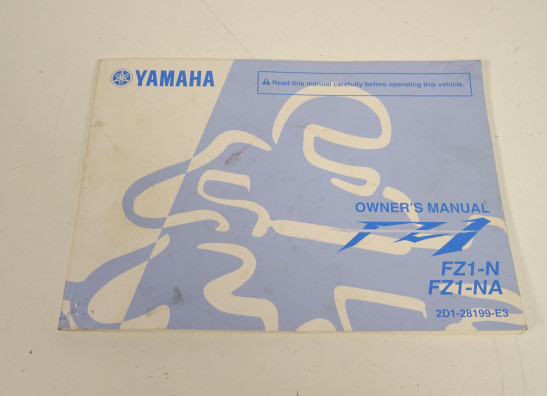 YAMAHA
Read this manual carefully before operating this vehicle.
OWNER'S MANUAL
FZ1
FZ1-N
FZ1-NA
2D1-28199-E3